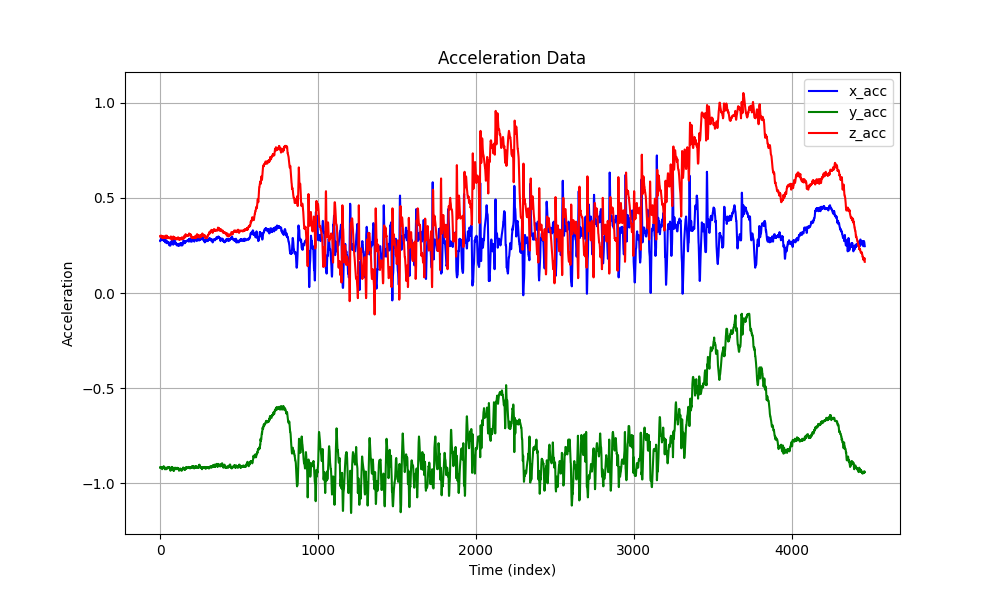 Acceleration Data
x_acc
y_acc
z_acc
1.0
0.5
0.0
−0.5
−1.0
Acceleration
0 1000 2000 3000 4000
Time (index)